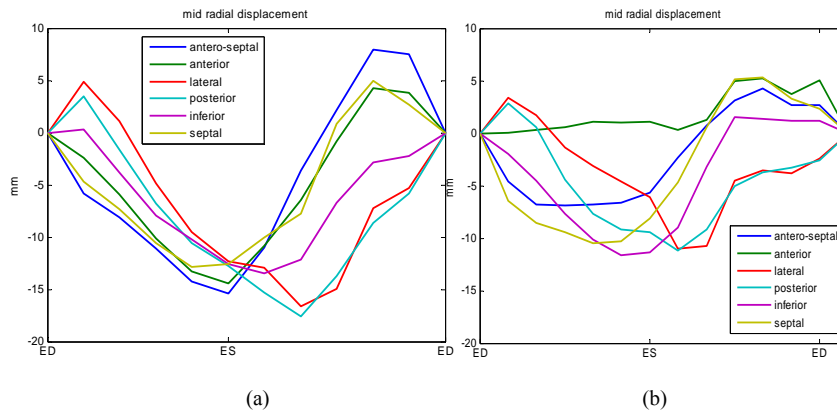 mid radial displacement
10
5
0
-5
-10
-15
-20
mm
ED
ES
ED
antero-septal
anterior
lateral
posterior
inferior
septal
(a)
mid radial displacement
10
5
0
-5
-10
-15
-20
mm
ED
ES
ED
antero-septal
anterior
lateral
posterior
inferior
septal
(b)